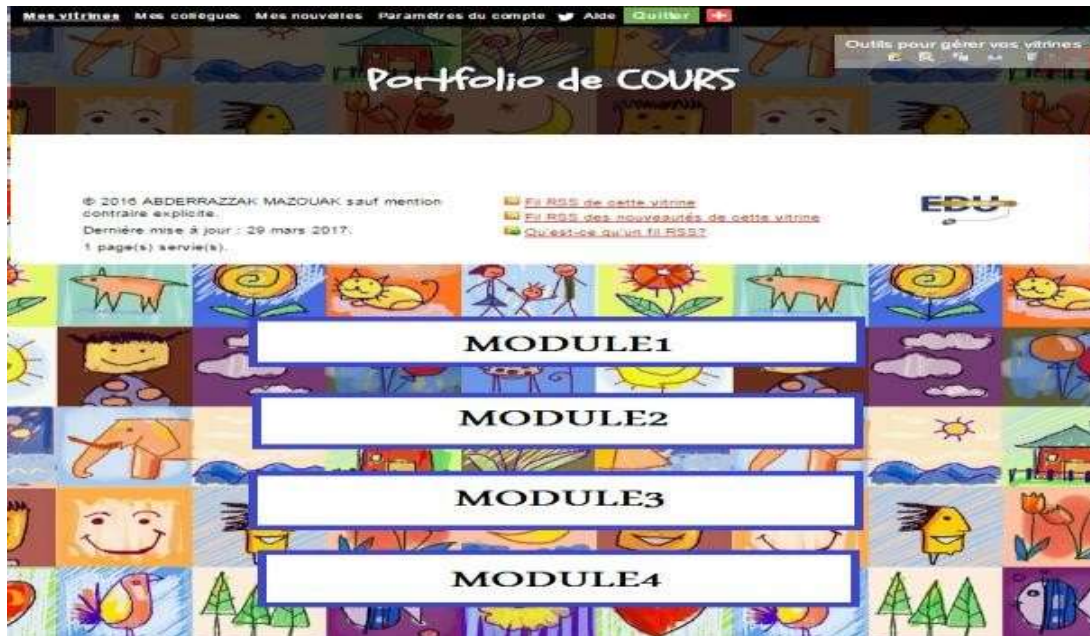 Mes vitrines Mes collègues Mes nouvelles Paramètres du compte Aide Quitter
Outils pour gérer vos vitrines
Portfolio de COURS
© 2016 ABDERRAZZAK MAZOUAK sauf mention
contraire explicite.
Dernière mise à jour : 29 mars 2017.
1 page(s) servie(s).
Fil RSS de cette vitrine
Fil RSS des nouveautés de cette vitrine
Qu'est-ce qu'un fil RSS?
EDU
MODULE1
MODULE2
MODULE3
MODULE4